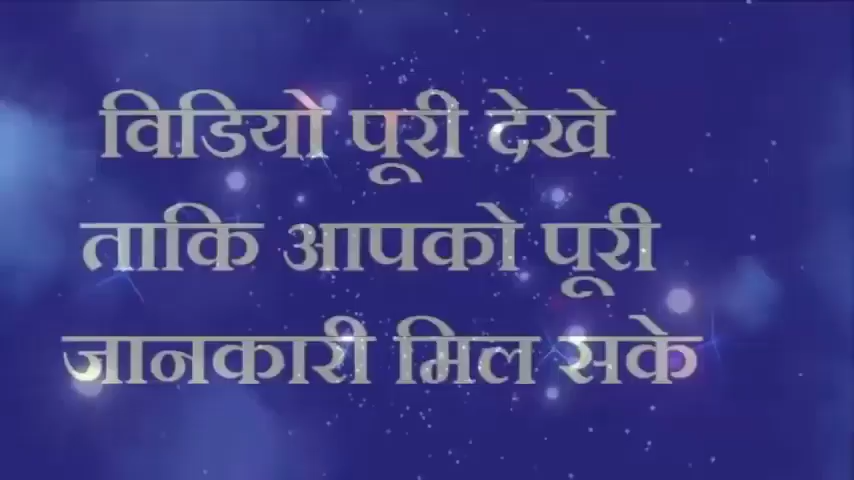 विडियो पूरी देखे
ताकि आपको पूरी
जानकारी मिल सके